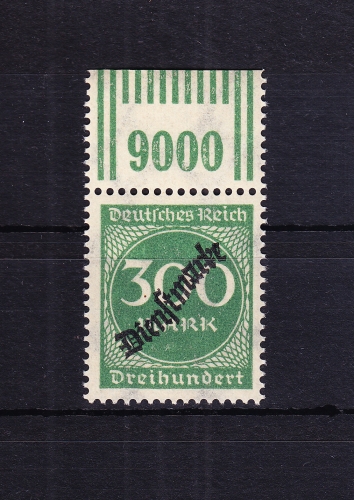 9000
Deutsches Reich
300
MARK
Dienstmarke
Dreihundert